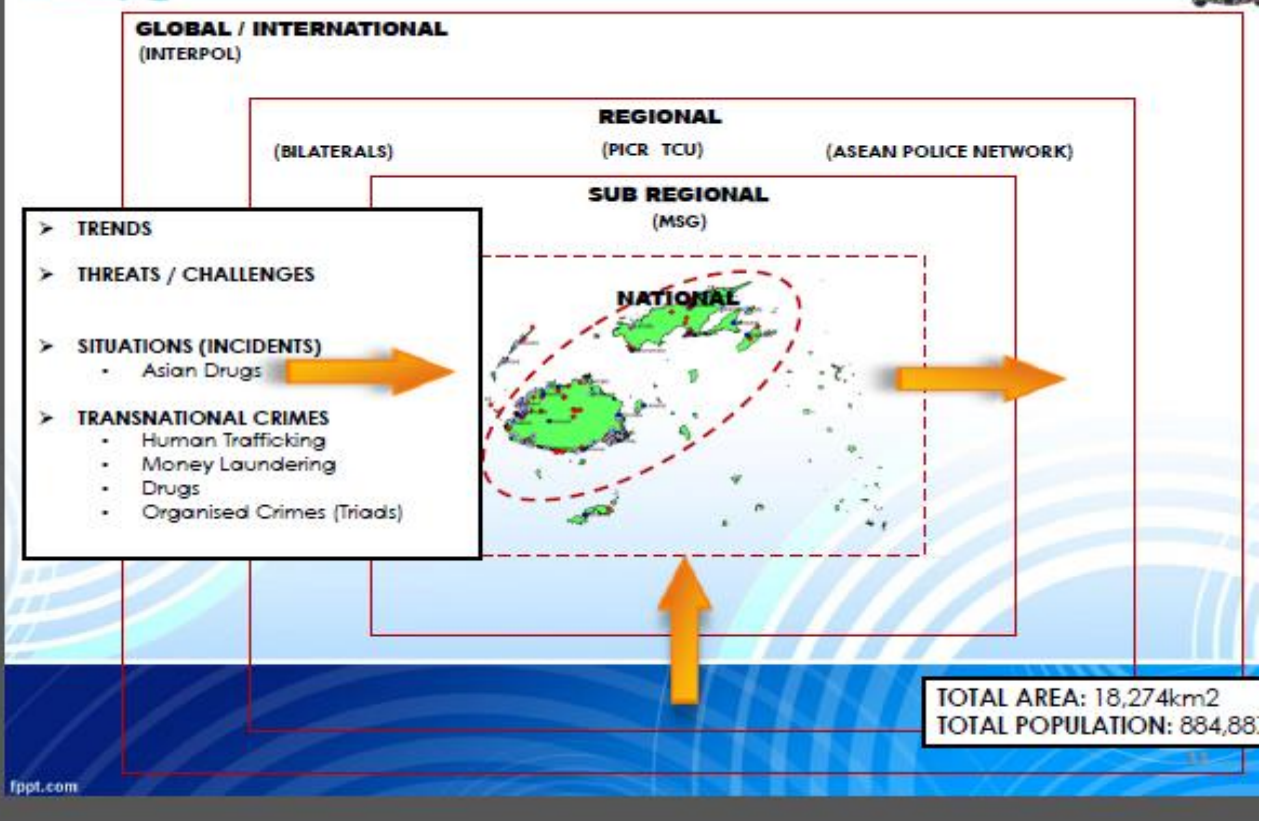 GLOBAL / INTERNATIONAL
(INTERPOL)
REGIONAL
(BILATERALS)
(PICR TCU)
(ASEAN POLICE NETWORK)
SUB REGIONAL
(MSG)
➢ TRENDS
➢ THREATS / CHALLENGES
➢ SITUATIONS (INCIDENTS)
• Asian Drugs
➢ TRANSNATIONAL CRIMES
• Human Trafficking
• Money Laundering
• Drugs
• Organised Crimes (Triads)
NATIONAL
TOTAL AREA: 18,274km2
TOTAL POPULATION: 884,88
fppt.com